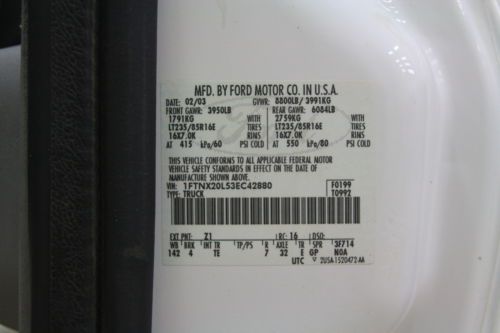 MFD. BY FORD MOTOR CO. IN U.S.A.
DATE: 02/03 GVWR: 8800LB/ 3991KG
FRONT GAWR: 3950LB REAR GAWR: 6084LB
1791KG WITH 2759KG WITH
LT235/85R16E TIRES LT235/85R16E TIRES
16X7.0K RIMS 16X7.0K RIMS
AT 415 kPa/60 PSI COLD AT 550 kPa/80 PSI COLD
THIS VEHICLE CONFORMS TO ALL APPLICABLE FEDERAL MOTOR
VEHICLE SAFETY STANDARDS IN EFFECT ON THE DATE OF
MANUFACTURE SHOWN ABOVE.
VIN: 1FTNX20L53EC42880 F0199
TYPE: TRUCK T0992
EXT PNT: Z1 RC: 16 DSO:
WB BRK INT TR TP/PS R AXLE TR SPR 3F714
142 4 TE 7 32 E GP NOA
UTC 2U5A-1520472-AA